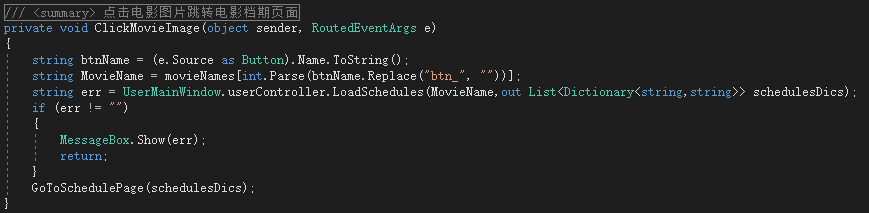 /// <summary> 点击电影图片跳转电影档期页面
private void ClickMovieImage(object sender, RoutedEventArgs e)
{
string btnName = (e.Source as Button).Name.ToString();
string MovieName = movieNames[int.Parse(btnName.Replace("btn_", ""))];
string err = UserMainWindow.userController.LoadSchedules(MovieName,out List<Dictionary<string,string>> schedulesDics);
if (err != "")
{
MessageBox.Show(err);
return;
}
GoToSchedulePage(schedulesDics);
}